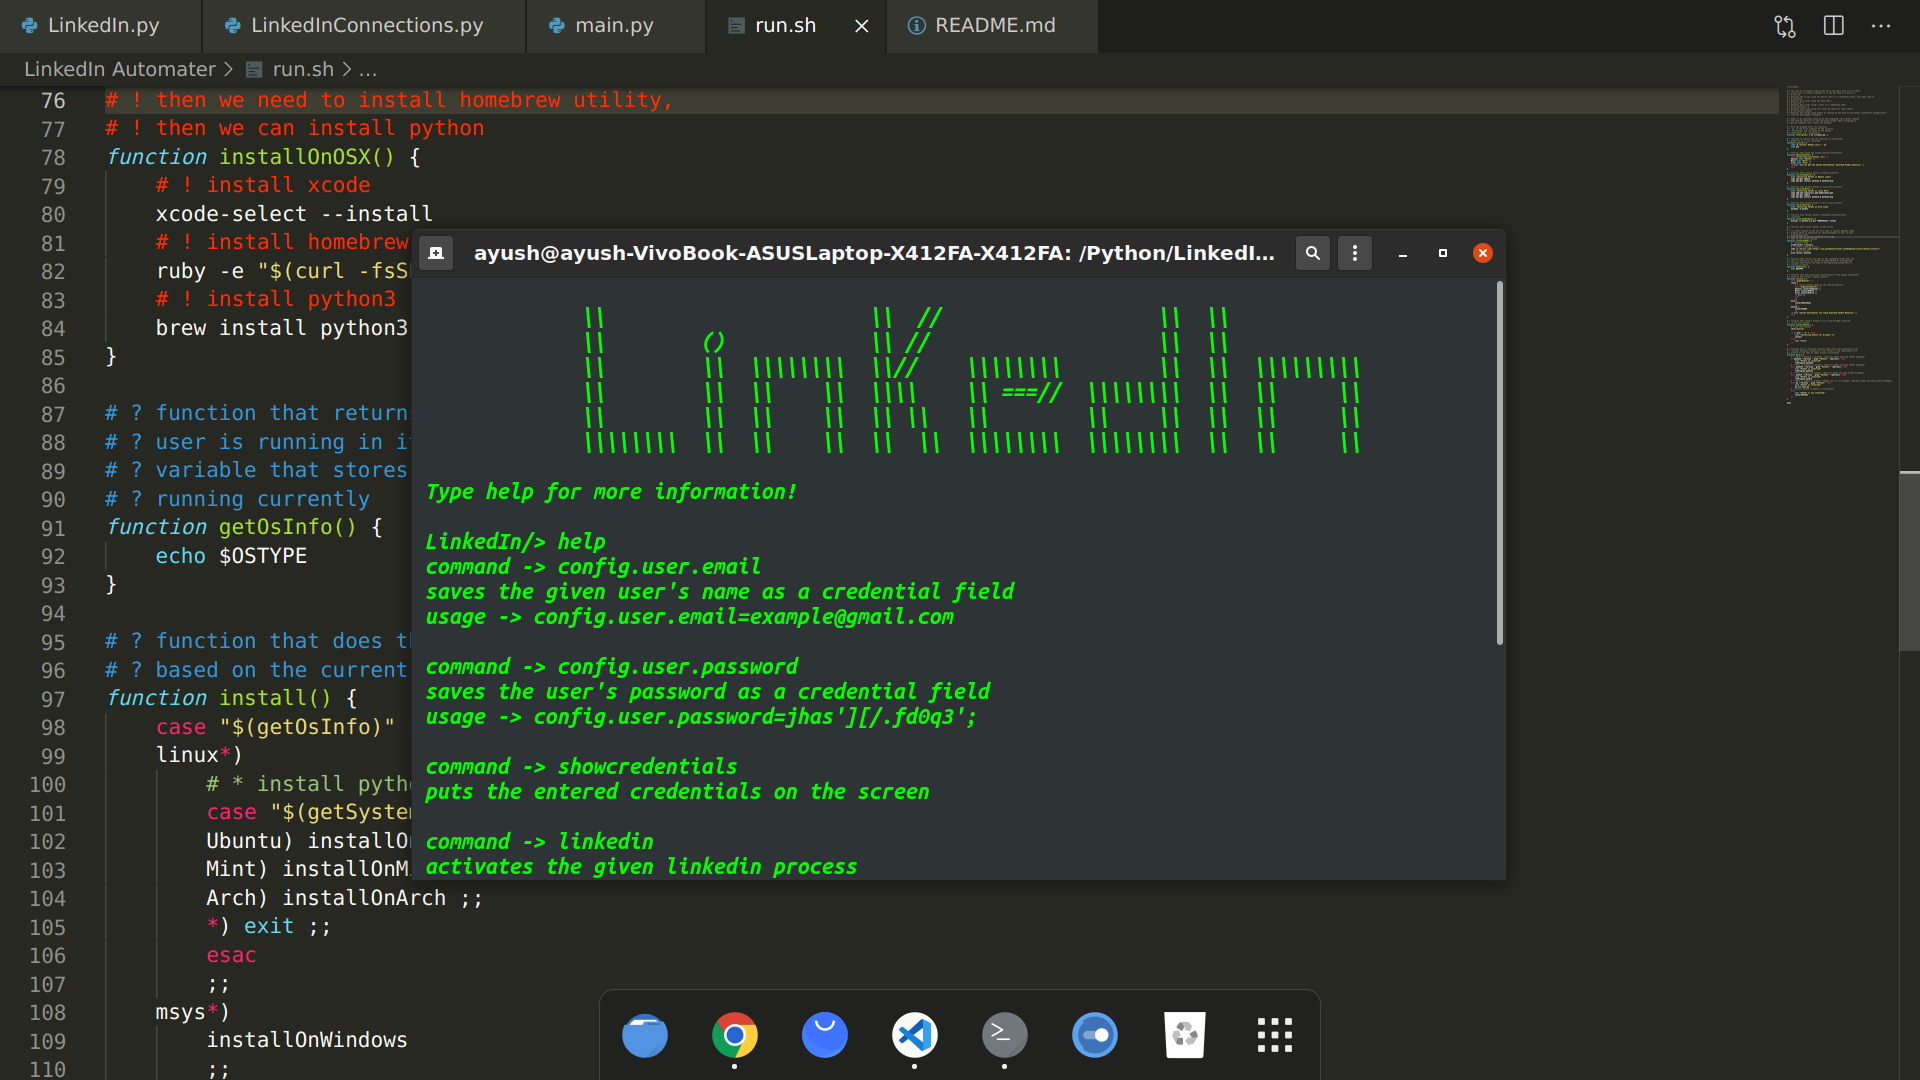 LinkedIn.py
LinkedInConnections.py
main.py
run.sh
README.md
LinkedIn Automater > run.sh > ...
76 # ! then we need to install homebrew utility,
77 # ! then we can install python
78 function installOnOSX() {
79 # ! install xcode
80 xcode-select --install
81 # ! install homebrew
82 ruby -e "$(curl -fsS
83 # ! install python3
84 brew install python3
85 }
86
87 # ? function that return
88 # ? user is running in i
89 # ? variable that stores
90 # ? running currently
91 function getOsInfo() {
92 echo $OSTYPE
93 }
94
95 # ? function that does t
96 # ? based on the current
97 function install() {
98 case "$(getOsInfo)"
99 linux*)
100 # * install pyth
101 case "$(getSyste
102 Ubuntu) installO
103 Mint) installOnM
104 Arch) installOnArch ;;
105 *) exit ;;
106 esac
107 ;;
108 msys*)
109 installOnWindows
110 ;;
ayush@ayush-VivoBook-ASUSLaptop-X412FA-X412FA: /Python/LinkedI...
LinKedIn
Type help for more information!
LinkedIn/> help
command -> config.user.email
saves the given user's name as a credential field
usage -> config.user.email=example@gmail.com
command -> config.user.password
saves the user's password as a credential field
usage -> config.user.password=jhas'][/.fd0q3';
command -> showcredentials
puts the entered credentials on the screen
command -> linkedin
activates the given linkedin process